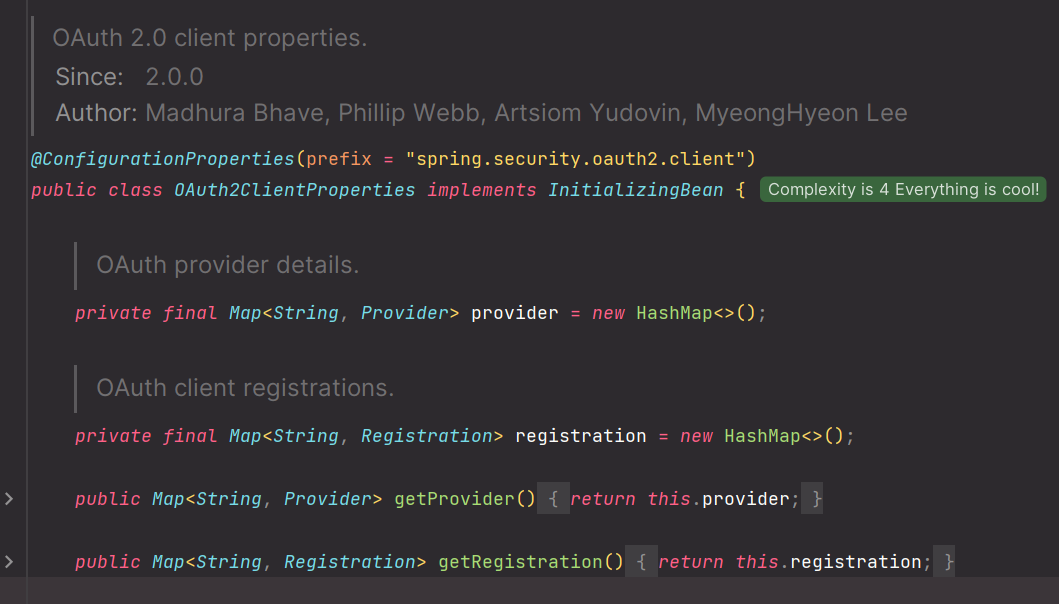 OAuth 2.0 client properties.
Since: 2.0.0
Author: Madhura Bhave, Phillip Webb, Artsiom Yudovin, MyeongHyeon Lee
@ConfigurationProperties(prefix = "spring.security.oauth2.client")
public class OAuth2ClientProperties implements InitializingBean { Complexity is 4 Everything is cool!
OAuth provider details.
private final Map<String, Provider> provider = new HashMap<>();
OAuth client registrations.
private final Map<String, Registration> registration = new HashMap<>();
public Map<String, Provider> getProvider() { return this.provider; }
public Map<String, Registration> getRegistration() { return this.registration; }